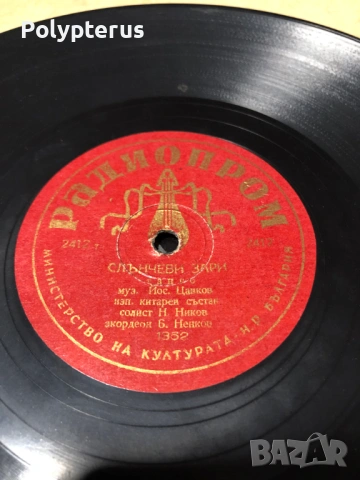 Polypterus
РАДИОПРОМ
2412
СЛЪНЧЕВИ ЗАРИ
муз. Йос. Цанков
изп. китарен състав
солист Н. Ников
акордеон Б. Ненков
1352
МИНИСТЕРСТВО НА КУЛТУРАТА • Н.Р. БЪЛГАРИЯ
BAZAR